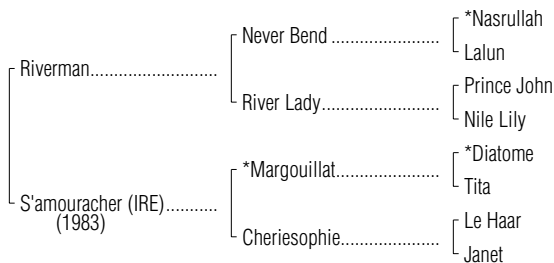 *Nasrullah
Never Bend ........................
Lalun
Riverman............................
Prince John
River Lady..........................
Nile Lily
*Diatome
*Margouillat.......................
Tita
S'amouracher (IRE)...........
(1983)
Le Haar
Cheriesophie......................
Janet